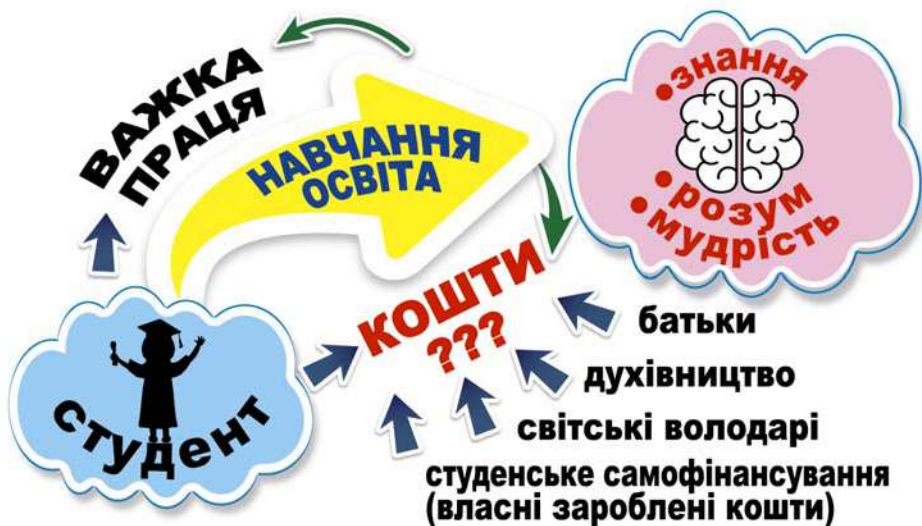 ВАЖКА
ПРАЦЯ
НАВЧАННЯ
ОСВІТА
•знання
•розум
•мудрість
студент
КОШТИ
???
батьки
духівництво
світські володарі
студенське самофінансування
(власні зароблені кошти)